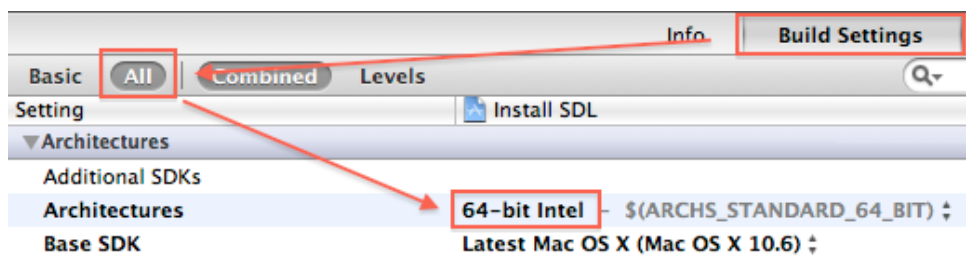 Info Build Settings
Basic All Combined Levels
Setting Install SDL
Architectures
Additional SDKs
Architectures 64-bit Intel - $(ARCHS_STANDARD_64_BIT)
Base SDK Latest Mac OS X (Mac OS X 10.6)